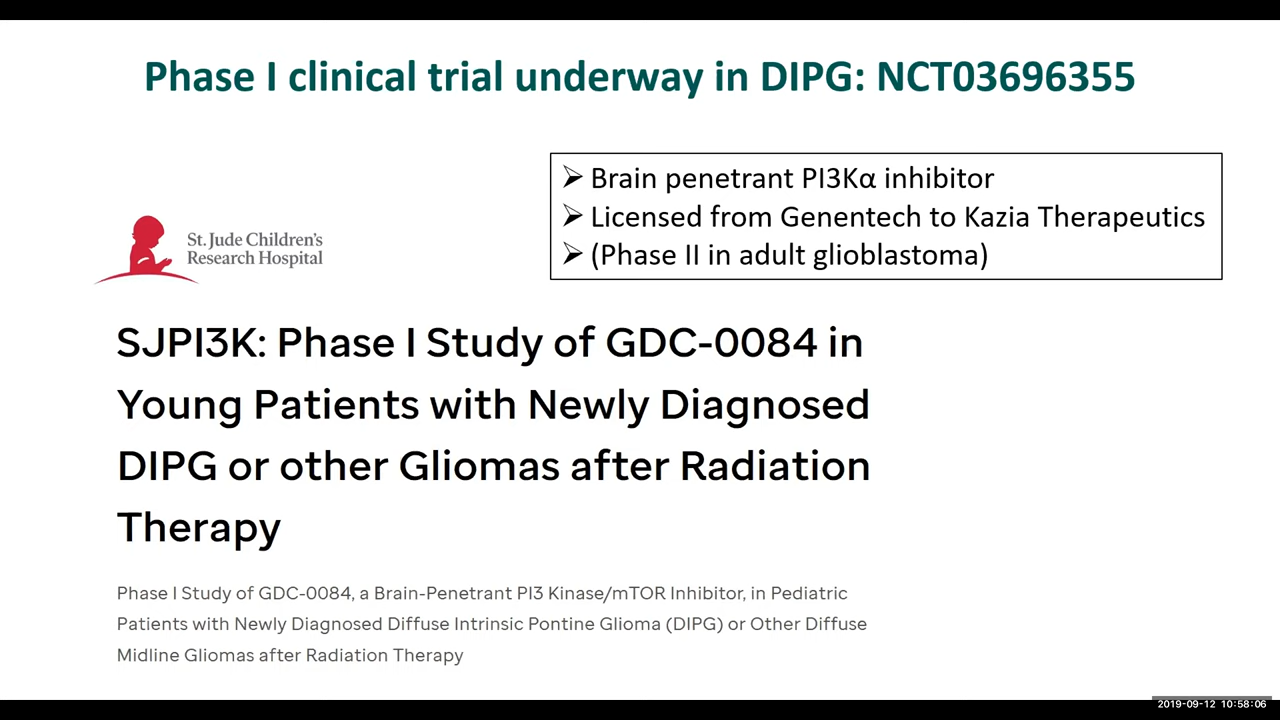 Phase I clinical trial underway in DIPG: NCT03696355
➢ Brain penetrant PI3Kα inhibitor
➢ Licensed from Genentech to Kazia Therapeutics
➢ (Phase II in adult glioblastoma)
St. Jude Children's
Research Hospital
SJPI3K: Phase I Study of GDC-0084 in
Young Patients with Newly Diagnosed
DIPG or other Gliomas after Radiation
Therapy
Phase I Study of GDC-0084, a Brain-Penetrant PI3 Kinase/mTOR Inhibitor, in Pediatric
Patients with Newly Diagnosed Diffuse Intrinsic Pontine Glioma (DIPG) or Other Diffuse
Midline Gliomas after Radiation Therapy
2019-09-12 10:58:06